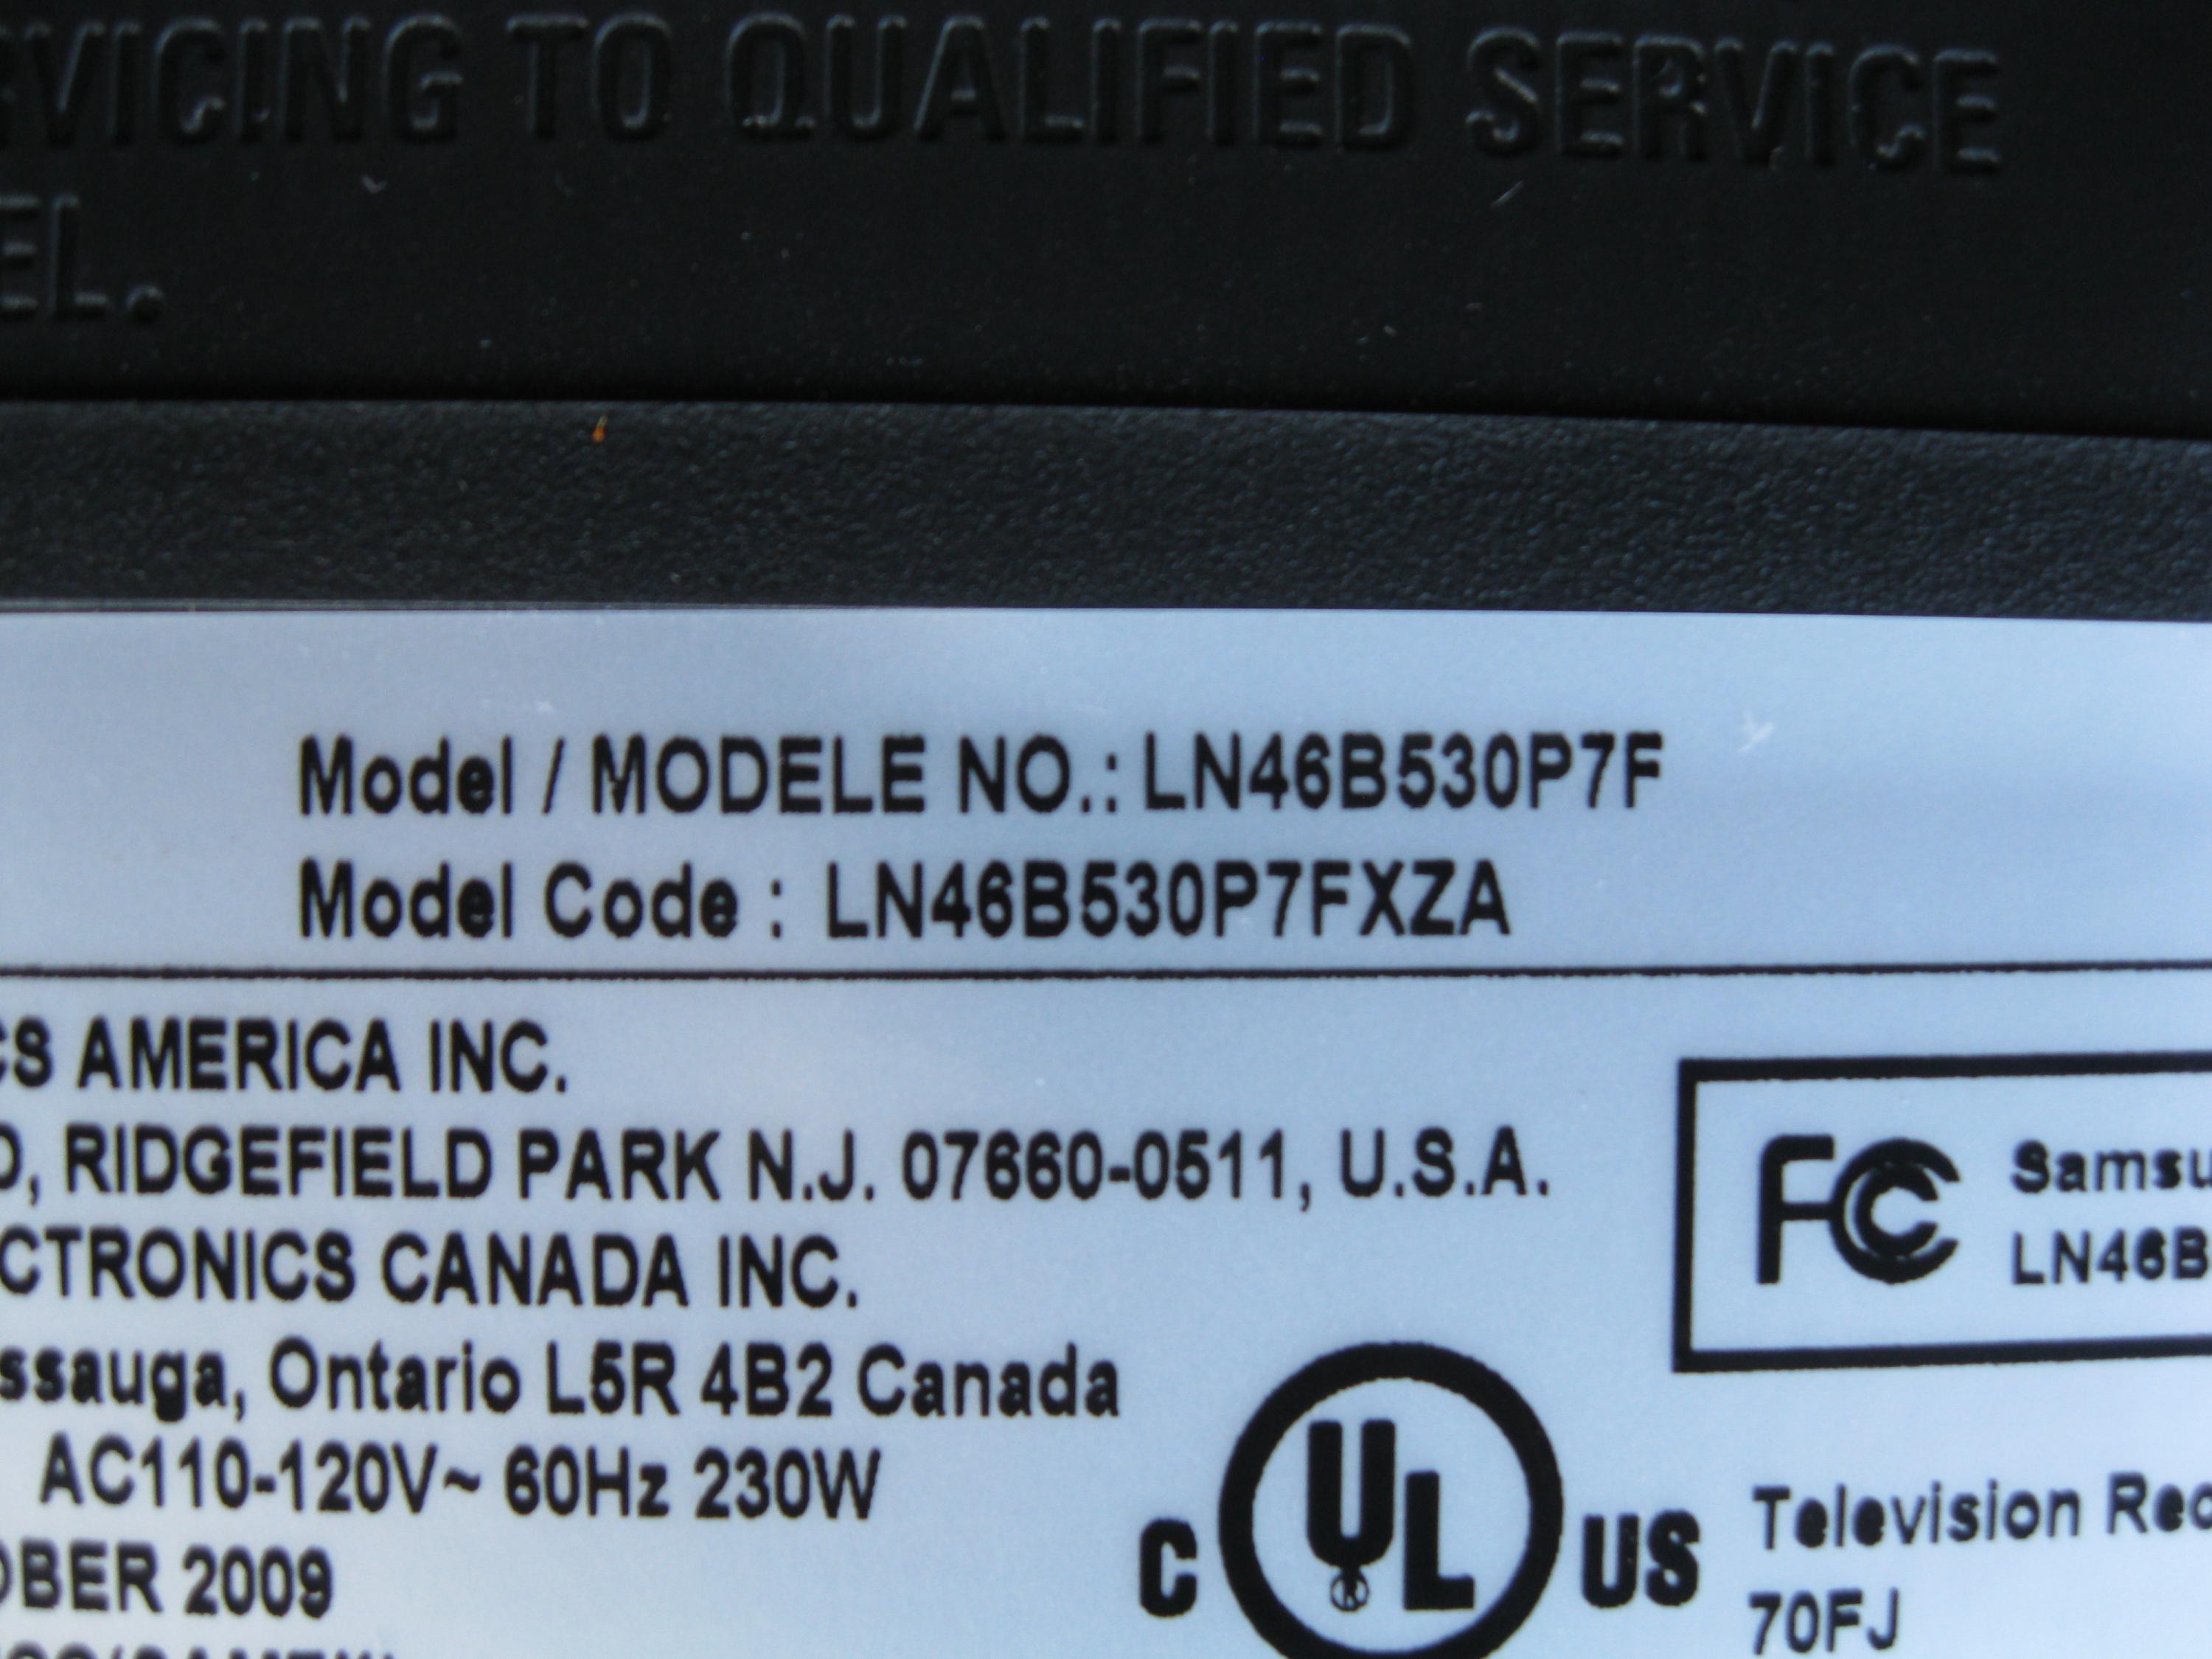 RVICING TO QUALIFIED SERVICE
EL.
Model / MODELE NO.: LN46B530P7F
Model Code : LN46B530P7FXZA
CS AMERICA INC.
D, RIDGEFIELD PARK N.J. 07660-0511, U.S.A.
CTRONICS CANADA INC.
ssauga, Ontario L5R 4B2 Canada
AC110-120V~ 60Hz 230W
OBER 2009
FC Samsu
LN46B
C UL US
Television Rec
70FJ